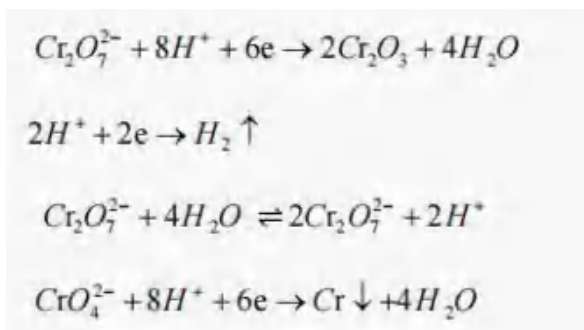 Cr₂O₇²⁻ + 8H⁺ + 6e → 2Cr₂O₃ + 4H₂O
2H⁺ + 2e → H₂ ↑
Cr₂O₇²⁻ + 4H₂O ⇌ 2Cr₂O₇²⁻ + 2H⁺
CrO₄²⁻ + 8H⁺ + 6e → Cr ↓ +4H₂O